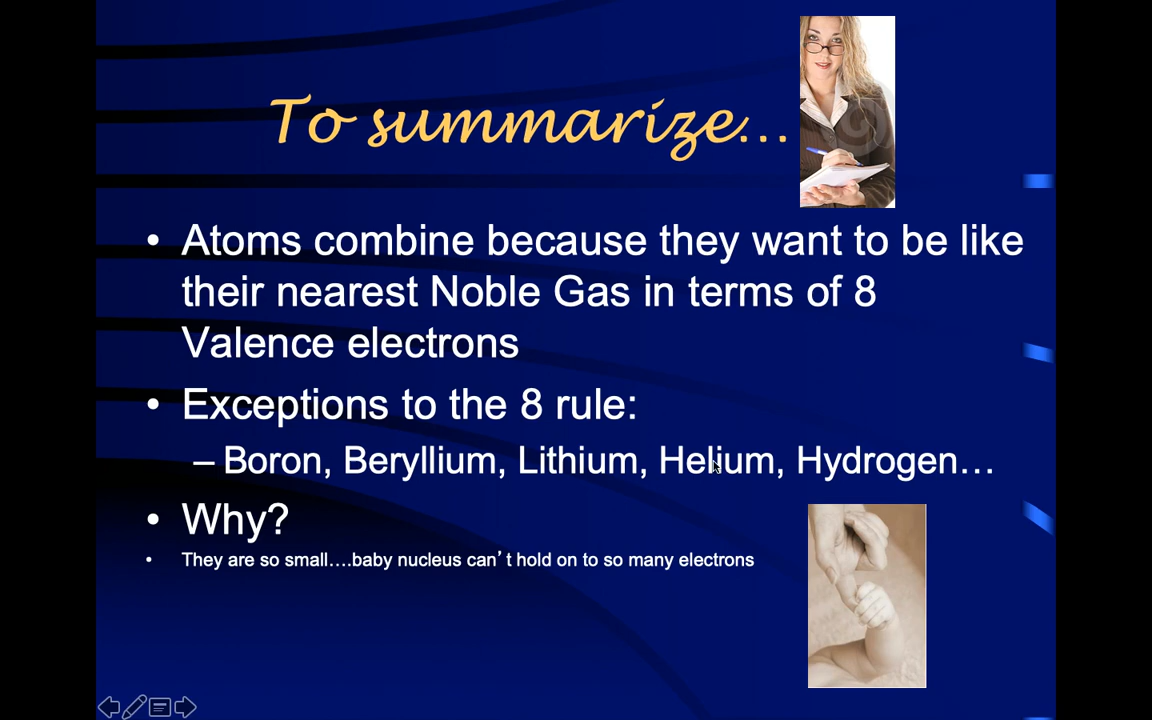 To summarize...
• Atoms combine because they want to be like
their nearest Noble Gas in terms of 8
Valence electrons
• Exceptions to the 8 rule:
– Boron, Beryllium, Lithium, Helium, Hydrogen…
• Why?
• They are so small….baby nucleus can’t hold on to so many electrons